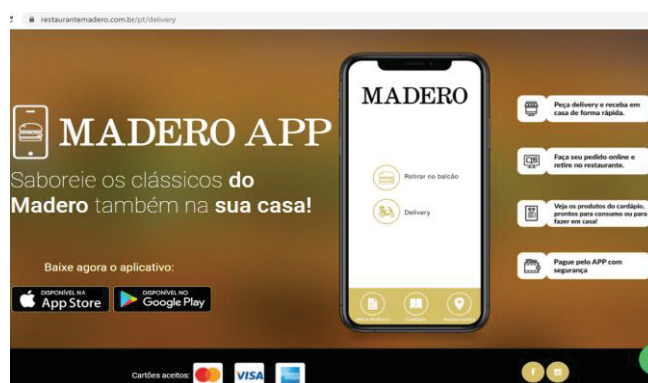 restaurantemadero.com.br/pt/delivery
MADERO APP
Saboreie os clássicos do
Madero também na sua casa!
Baixe agora o aplicativo:
DISPONÍVEL NA
App Store
DISPONÍVEL NO
Google Play
MADERO
Retirar no balcão
Delivery
Cardápio
Restaurantes
Peça delivery e receba em
casa de forma rápida.
Faça seu pedido online e
retire no restaurante.
Veja os produtos do cardápio,
prontos para consumo ou para
fazer em casa!
Pague pelo APP com
segurança
Cartões aceitos:
VISA